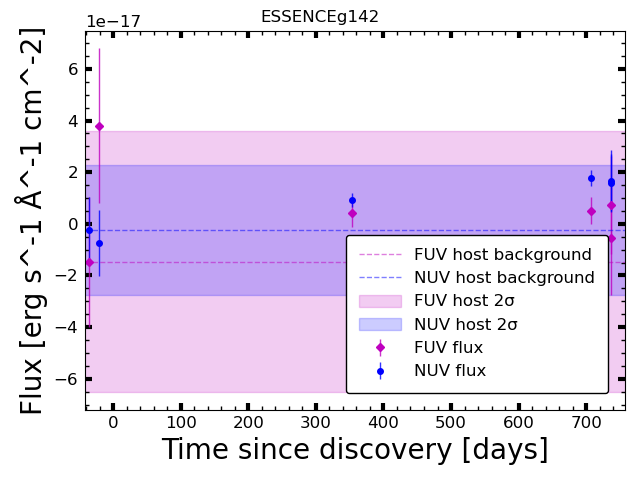 ESSENCEg142
1e−17
Flux [erg s^-1 Å^-1 cm^-2]
6
4
2
0
−2
−4
−6
FUV host background
NUV host background
FUV host 2σ
NUV host 2σ
FUV flux
NUV flux
0 100 200 300 400 500 600 700
Time since discovery [days]